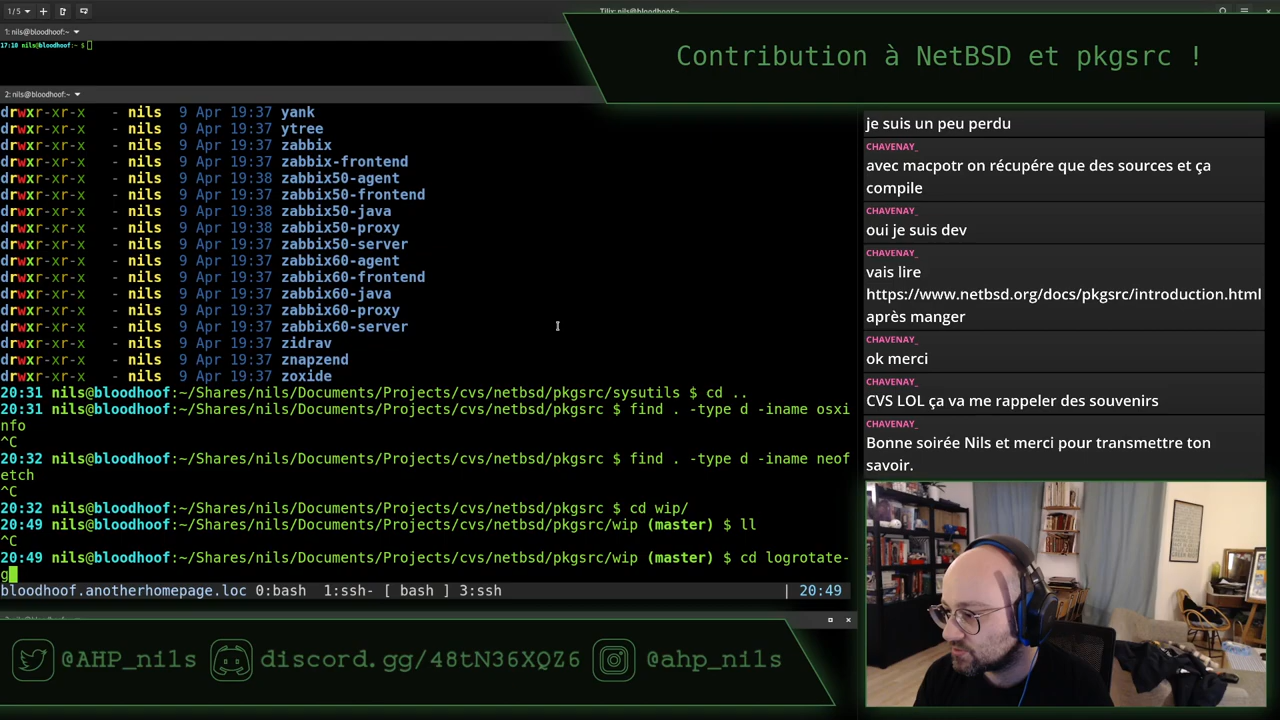 1/5
Tilix: nils@bloodhoof:~
1: nils@bloodhoof:~
17:10 nils@bloodhoof:~ $
Contribution à NetBSD et pkgsrc !
2: nils@bloodhoof:~
drwxr-xr-x - nils 9 Apr 19:37 yank
drwxr-xr-x - nils 9 Apr 19:37 ytree
drwxr-xr-x - nils 9 Apr 19:37 zabbix
drwxr-xr-x - nils 9 Apr 19:37 zabbix-frontend
drwxr-xr-x - nils 9 Apr 19:38 zabbix50-agent
drwxr-xr-x - nils 9 Apr 19:37 zabbix50-frontend
drwxr-xr-x - nils 9 Apr 19:38 zabbix50-java
drwxr-xr-x - nils 9 Apr 19:38 zabbix50-proxy
drwxr-xr-x - nils 9 Apr 19:37 zabbix50-server
drwxr-xr-x - nils 9 Apr 19:37 zabbix60-agent
drwxr-xr-x - nils 9 Apr 19:37 zabbix60-frontend
drwxr-xr-x - nils 9 Apr 19:37 zabbix60-java
drwxr-xr-x - nils 9 Apr 19:37 zabbix60-proxy
drwxr-xr-x - nils 9 Apr 19:37 zabbix60-server
drwxr-xr-x - nils 9 Apr 19:37 zidrav
drwxr-xr-x - nils 9 Apr 19:37 znapzend
drwxr-xr-x - nils 9 Apr 19:37 zoxide
20:31 nils@bloodhoof:~/Shares/nils/Documents/Projects/cvs/netbsd/pkgsrc/sysutils $ cd ..
20:31 nils@bloodhoof:~/Shares/nils/Documents/Projects/cvs/netbsd/pkgsrc $ find . -type d -iname osxi
nfo
^C
20:32 nils@bloodhoof:~/Shares/nils/Documents/Projects/cvs/netbsd/pkgsrc $ find . -type d -iname neof
etch
^C
20:32 nils@bloodhoof:~/Shares/nils/Documents/Projects/cvs/netbsd/pkgsrc $ cd wip/
20:49 nils@bloodhoof:~/Shares/nils/Documents/Projects/cvs/netbsd/pkgsrc/wip (master) $ ll
^C
20:49 nils@bloodhoof:~/Shares/nils/Documents/Projects/cvs/netbsd/pkgsrc/wip (master) $ cd logrotate-
g
bloodhoof.anotherhomepage.loc 0:bash 1:ssh- [ bash ] 3:ssh | 20:49
je suis un peu perdu
CHAVENAY_
avec macpotr on récupére que des sources et ça
compile
CHAVENAY_
oui je suis dev
CHAVENAY_
vais lire
https://www.netbsd.org/docs/pkgsrc/introduction.html
après manger
CHAVENAY_
ok merci
CHAVENAY_
CVS LOL ça va me rappeler des souvenirs
CHAVENAY_
Bonne soirée Nils et merci pour transmettre ton
savoir.
@AHP_nils
discord.gg/48tN36XQZ6
@ahp_nils